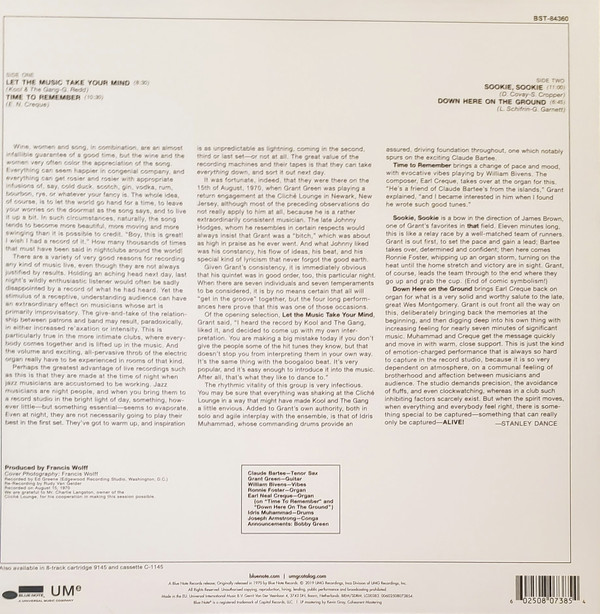 BST-84360
SIDE ONE
LET THE MUSIC TAKE YOUR MIND (8:30)
(Kool & The Gang-G. Redd)
TIME TO REMEMBER (10:35)
(E. N. Creque)
SIDE TWO
SOOKIE, SOOKIE (11:00)
(D. Covay-S. Cropper)
DOWN HERE ON THE GROUND (6:45)
(L. Schifrin-G. Garnett)
Wine, women and song, in combination, are an almost
infallible guarantee of a good time, but the wine and the
women very often color the appreciation of the song.
Everything can seem happier in congenial company, and
everything can get rosier and rosier with appropriate
infusions of, say, cold duck, scotch, gin, vodka, rum,
bourbon, rye, or whatever your fancy is. The whole idea,
of course, is to let the world go hang for a time, to leave
your worries on the doormat as the song says, and to live
it up a bit. In such circumstances, naturally, the song
tends to become more beautiful, more moving and more
swinging than it is possible to credit. "Boy, this is great!
I wish I had a record of it." How many thousands of times
that must have been said in nightclubs around the world!
There are a variety of very good reasons for recording
any kind of music live, even though they are not always
justified by results. Holding an aching head next day, last
night's wildly enthusiastic listener would often be sadly
disappointed by a record of what he had heard. Yet the
stimulus of a receptive, understanding audience can have
an extraordinary effect on musicians whose art is
primarily improvisatory. The give-and-take of the relation-
ship between patrons and band may result, paradoxically,
in either increased relaxation or intensity. This is
particularly true in the more intimate clubs, where every-
body comes together and is lifted up in the music. And
the volume and exciting, all-pervasive throb of the electric
organ really have to be experienced in rooms of that kind.
Perhaps the greatest advantage of live recordings such
as this is that they are made at the time of night when
jazz musicians are accustomed to be working. Jazz
musicians are night people, and when you bring them to
a record studio in the bright light of day, something, how-
ever little—but something essential—seems to evaporate.
Even at night, they are not necessarily going to play their
best in the first set. They've got to warm up, and inspiration
is as unpredictable as lightning, coming in the second,
third or last set—or not at all. The great value of the
recording machines and their tapes is that they can take
everything down, and sort it out next day.
It was fortunate, indeed, that they were there on the
15th of August, 1970, when Grant Green was playing a
return engagement at the Cliché Lounge in Newark, New
Jersey, although most of the preceding observations do
not really apply to him at all, because he is a rather
extraordinarily consistent musician. The late Johnny
Hodges, whom he resembles in certain respects would
always insist that Grant was a "bitch," which was about
as high in praise as he ever went. And what Johnny liked
was his constancy, his flow of ideas, his beat, and his
special kind of lyricism that never forgot the good earth.
Given Grant's consistency, it is immediately obvious
that his quintet was in good order, too, this particular night.
When there are seven individuals and seven temperaments
to be considered, it is by no means certain that all will
"get in the groove" together, but the four long perform-
ances here prove that this was one of those occasions.
Of the opening selection, Let the Music Take Your Mind,
Grant said, "I heard the record by Kool and The Gang,
liked it, and decided to come up with my own inter-
pretation. You are making a big mistake today if you don't
give the people some of the hit tunes they know, but that
doesn't stop you from interpreting them in your own way.
It's the same thing with the boogaloo beat. It's very
popular, and it's easy enough to introduce it into the music.
After all, that's what they like to dance to."
The rhythmic vitality of this group is very infectious.
You may be sure that everything was shaking at the Cliché
Lounge in a way that might have made Kool and The Gang
a little envious. Added to Grant's own authority, both in
solo and agile interplay with the ensemble, is that of Idris
Muhammad, whose commanding drums provide an
assured, driving foundation throughout, one which notably
spurs on the exciting Claude Bartee.
Time to Remember brings a change of pace and mood,
with evocative vibes playing by William Bivens. The
composer, Earl Creque, takes over at the organ for this.
"He's a friend of Claude Bartee's from the islands," Grant
explained, "and I became interested in him when I found
he wrote such good tunes."
Sookie, Sookie is a bow in the direction of James Brown,
one of Grant's favorites in that field. Eleven minutes long,
this is like a relay race by a well-matched team of runners.
Grant is out first, to set the pace and gain a lead; Bartee
takes over, determined and confident; then here comes
Ronnie Foster, whipping up an organ storm, turning on the
heat until the home stretch and victory are in sight. Grant,
of course, leads the team through to the end where they
go up and grab the cup. (End of comic symbolism!)
Down Here on the Ground brings Earl Creque back on
organ for what is a very solid and worthy salute to the late,
great Wes Montgomery. Grant is out front all the way on
this, deliberately bringing back the memories at the
beginning, and then digging deep into his own thing with
increasing feeling for nearly seven minutes of significant
music. Muhammad and Creque get the message quickly
and move in with warm, close support. This is just the kind
of emotion-charged performance that is always so hard
to capture in the recording studio, because it is so very
dependent on atmosphere, on a communal feeling of
brotherhood and affection between musicians and
audience. The studio demands precision, the avoidance
of fluffs, and even clockwatching, whereas in a club such
inhibiting factors scarcely exist. But when the spirit moves,
when everything and everybody feel right, there is some-
thing special to be captured—something that can really
only be captured—ALIVE!
—STANLEY DANCE
Produced by Francis Wolff
Cover Photography: Francis Wolff
Recorded by Ed Greene (Edgewood Recording Studio, Washington, D.C.)
Re-Recording by Rudy Van Gelder
Recorded on August 15, 1970
We are grateful to Mr. Charlie Langston, owner of the
Cliche Lounge, for his cooperation in making this session possible.
Claude Bartee—Tenor Sax
Grant Green—Guitar
William Bivens—Vibes
Ronnie Foster—Organ
Earl Neal Creque—Organ
(on "Time To Remember" and
"Down Here On The Ground")
Idris Muhammad—Drums
Joseph Armstrong—Conga
Announcements: Bobby Green
Also available in 8-track cartridge 9145 and cassette C-1145
bluenote.com | umgcatalog.com
A Blue Note Records Release; Originally Released in 1970 by Blue Note Records, © 2019 UMG Recordings, Inc.
All Rights Reserved. Unauthorized copying, reproduction, hiring, lending, public performance and broadcasting prohibited.
Made in the E.U.
BLUE NOTE
A UNIVERSAL MUSIC COMPANY
UMe
6 02508 07385 4